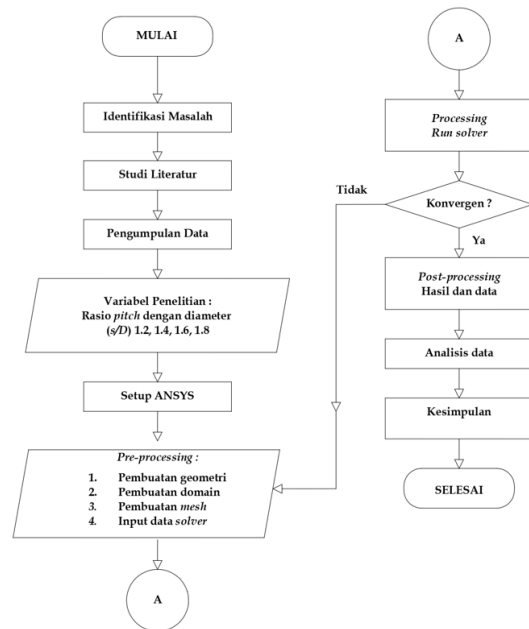 MULAI
Identifikasi Masalah
Studi Literatur
Pengumpulan Data
Variabel Penelitian :
Rasio pitch dengan diameter
(s/D) 1.2, 1.4, 1.6, 1.8
Setup ANSYS
Pre-processing :
1. Pembuatan geometri
2. Pembuatan domain
3. Pembuatan mesh
4. Input data solver
A
A
Processing
Run solver
Konvergen ?
Tidak
Ya
Post-processing
Hasil dan data
Analisis data
Kesimpulan
SELESAI